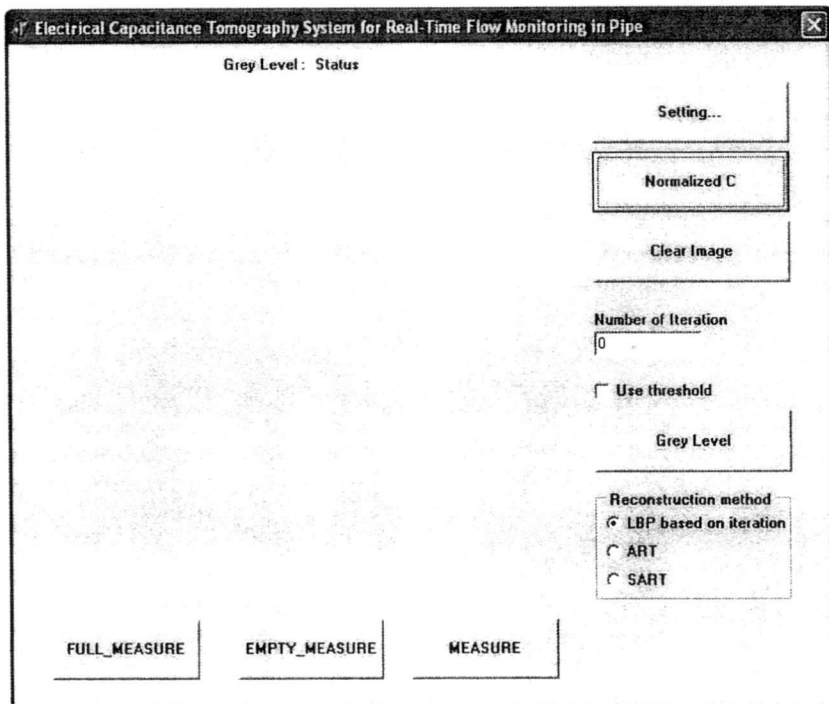 Electrical Capacitance Tomography System for Real-Time Flow Monitoring in Pipe
Grey Level : Status
Setting...
Normalized C
Clear Image
Number of Iteration
0
Use threshold
Grey Level
Reconstruction method
LBP based on iteration
ART
SART
FULL_MEASURE EMPTY_MEASURE MEASURE